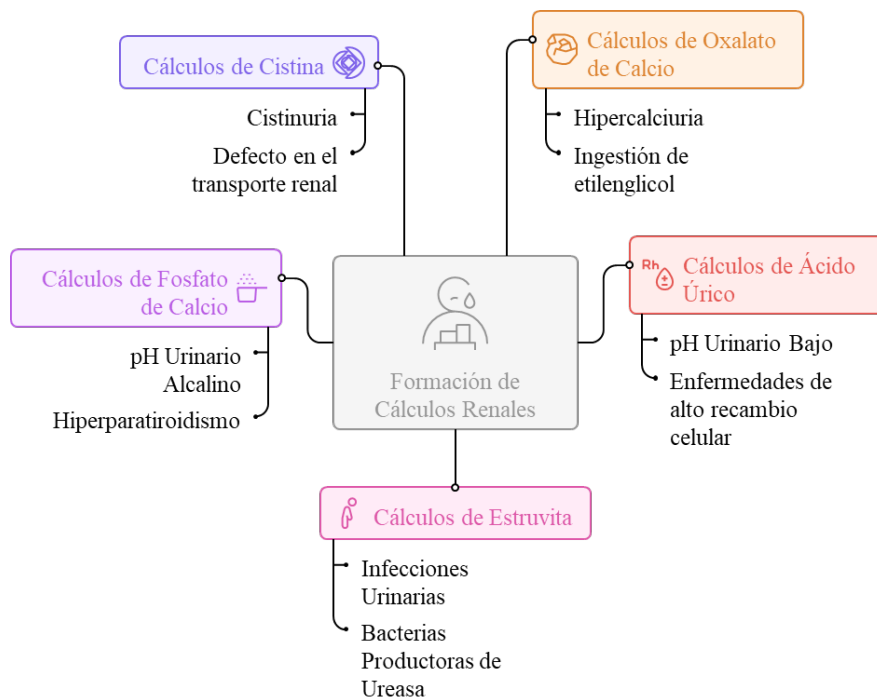 Cálculos de Cistina
Cistinuria
Defecto en el
transporte renal
Cálculos de Oxalato
de Calcio
Hipercalciuria
Ingestión de
etilenglicol
Cálculos de Fosfato
de Calcio
pH Urinario
Alcalino
Hiperparatiroidismo
Formación de
Cálculos Renales
Rh
Cálculos de Ácido
Úrico
pH Urinario Bajo
Enfermedades de
alto recambio
celular
Cálculos de Estruvita
Infecciones
Urinarias
Bacterias
Productoras de
Ureasa